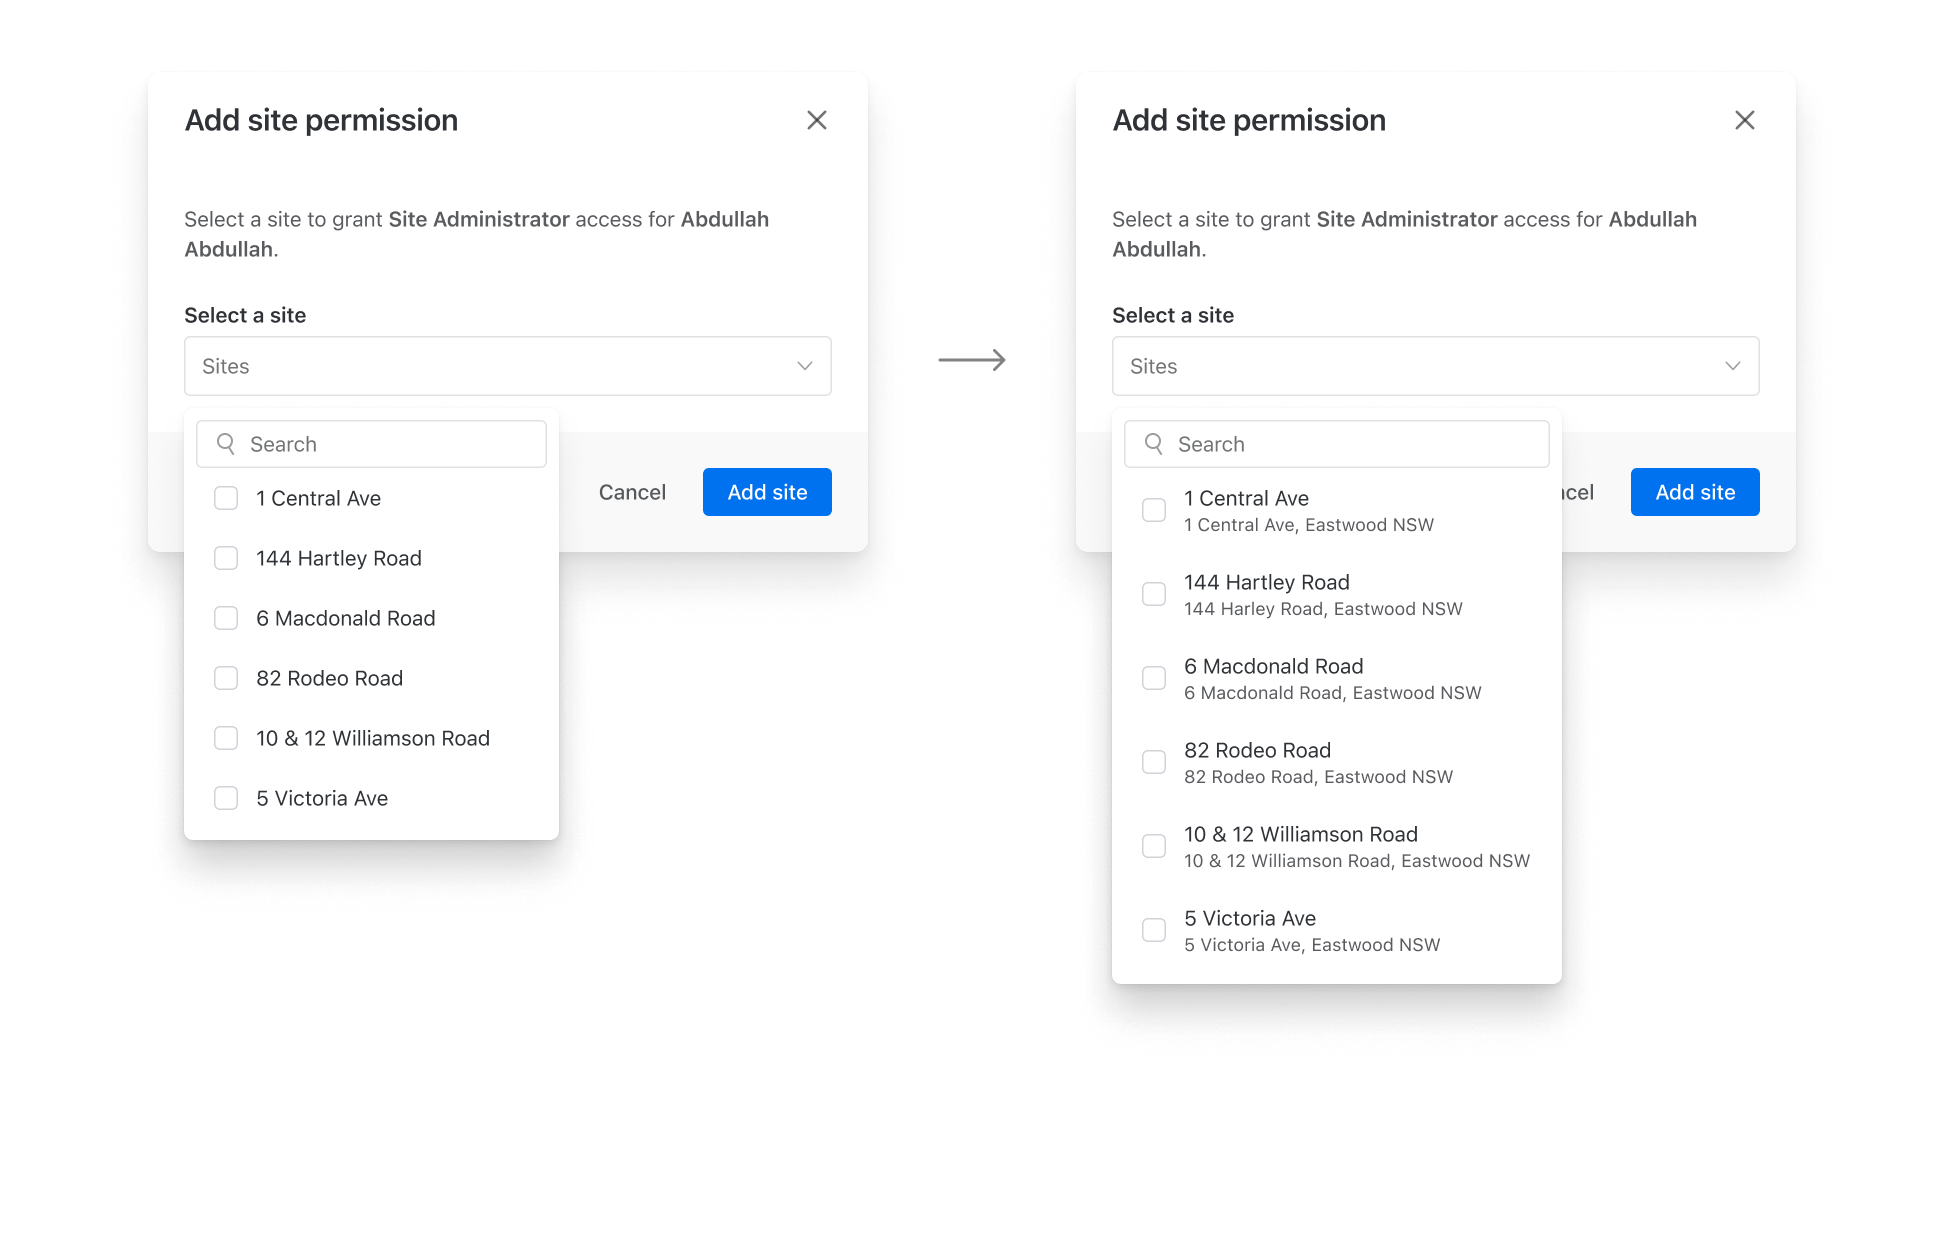 Add site permission
Select a site to grant Site Administrator access for Abdullah
Abdullah.
Select a site
Sites
Search
1 Central Ave
144 Hartley Road
6 Macdonald Road
82 Rodeo Road
10 & 12 Williamson Road
5 Victoria Ave
Cancel
Add site
Add site permission
Select a site to grant Site Administrator access for Abdullah
Abdullah.
Select a site
Sites
Search
1 Central Ave
1 Central Ave, Eastwood NSW
144 Hartley Road
144 Harley Road, Eastwood NSW
6 Macdonald Road
6 Macdonald Road, Eastwood NSW
82 Rodeo Road
82 Rodeo Road, Eastwood NSW
10 & 12 Williamson Road
10 & 12 Williamson Road, Eastwood NSW
5 Victoria Ave
5 Victoria Ave, Eastwood NSW
Add site